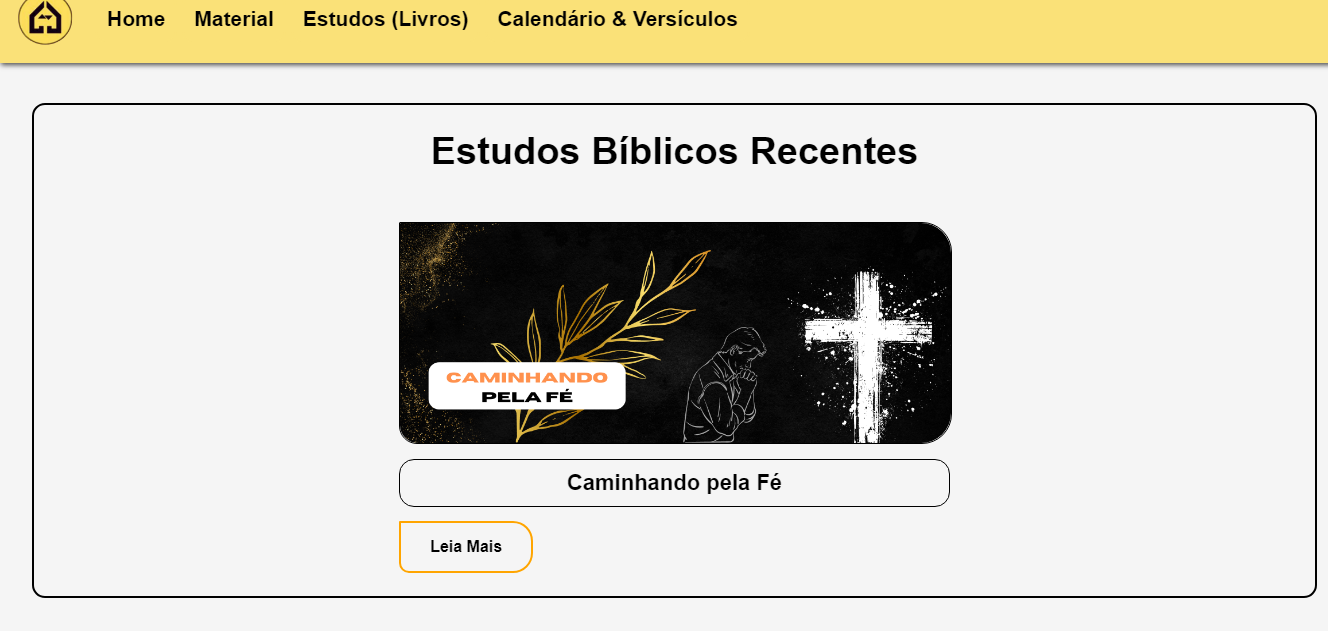 Home Material Estudos (Livros) Calendário & Versículos
Estudos Bíblicos Recentes
CAMINHANDO
PELA FÉ
Caminhando pela Fé
Leia Mais